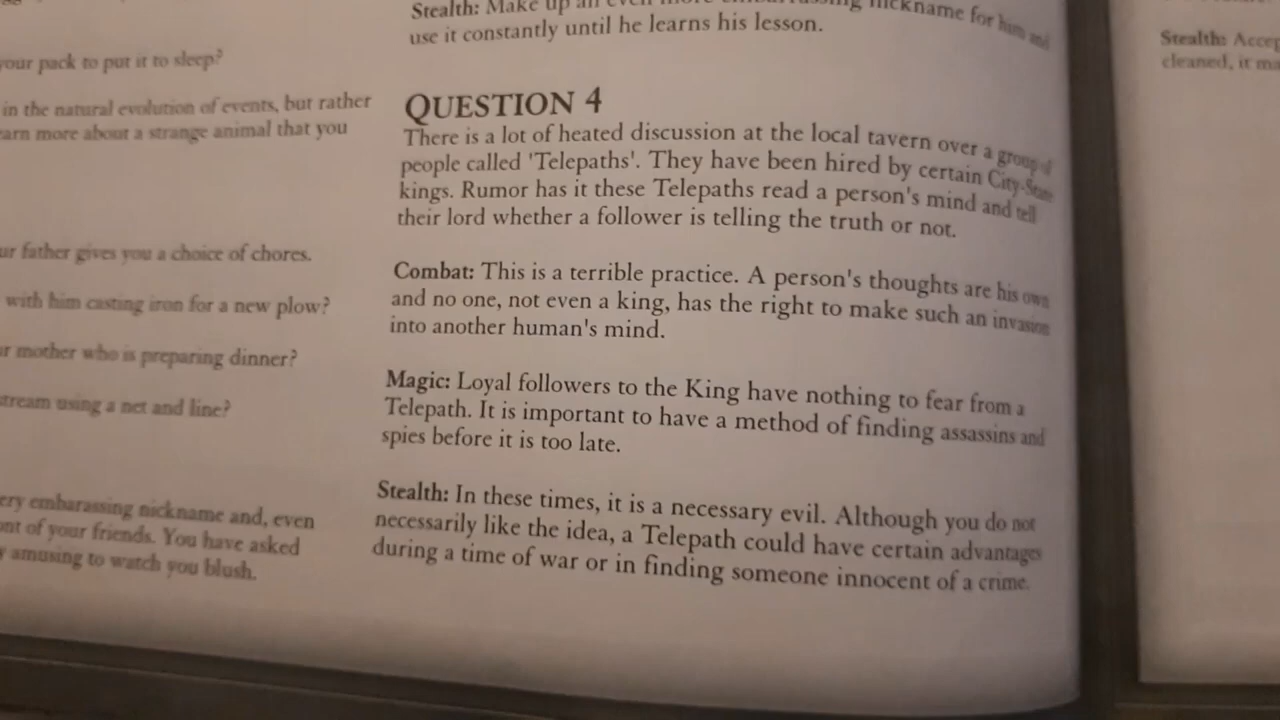 your pack to put it to sleep?
in the natural evolution of events, but rather
earn more about a strange animal that you
ur father gives you a choice of chores.
with him casting iron for a new plow?
r mother who is preparing dinner?
stream using a net and line?
ery embarassing nickname and, even
ont of your friends. You have asked
y amusing to watch you blush.
Stealth: Make up an even more embarrassing nickname for him and
use it constantly until he learns his lesson.
QUESTION 4
There is a lot of heated discussion at the local tavern over a group of
people called 'Telepaths'. They have been hired by certain City-State
kings. Rumor has it these Telepaths read a person's mind and tell
their lord whether a follower is telling the truth or not.
Combat: This is a terrible practice. A person's thoughts are his own
and no one, not even a king, has the right to make such an invasion
into another human's mind.
Magic: Loyal followers to the King have nothing to fear from a
Telepath. It is important to have a method of finding assassins and
spies before it is too late.
Stealth: In these times, it is a necessary evil. Although you do not
necessarily like the idea, a Telepath could have certain advantages
during a time of war or in finding someone innocent of a crime.
Stealth: Accep
cleaned, it ma